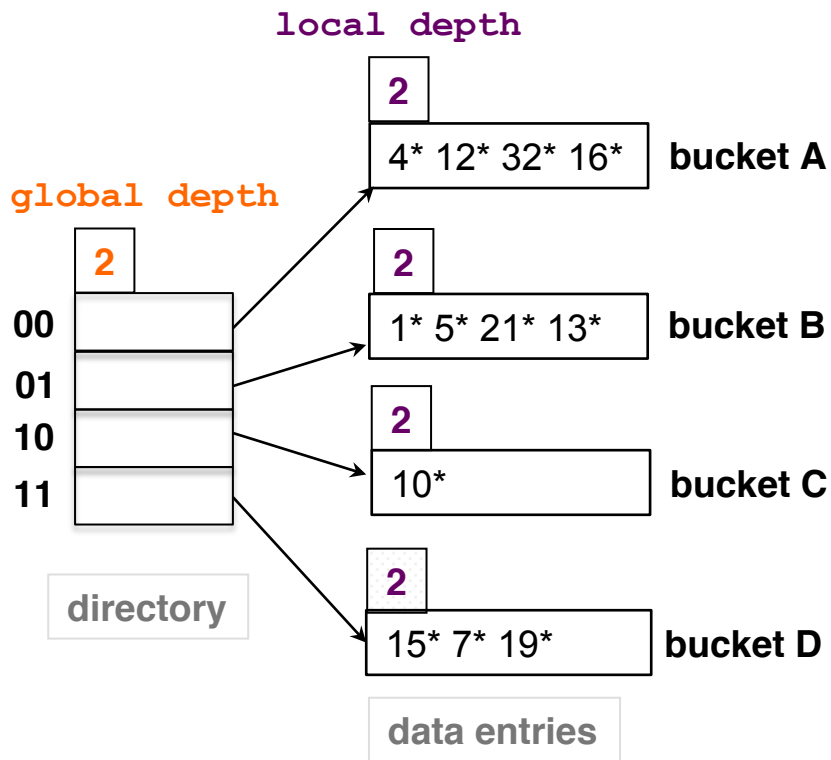 local depth
2
4* 12* 32* 16*
bucket A
global depth
2
2
00
1* 5* 21* 13*
bucket B
01
10
2
11
10*
bucket C
2
directory
15* 7* 19*
bucket D
data entries